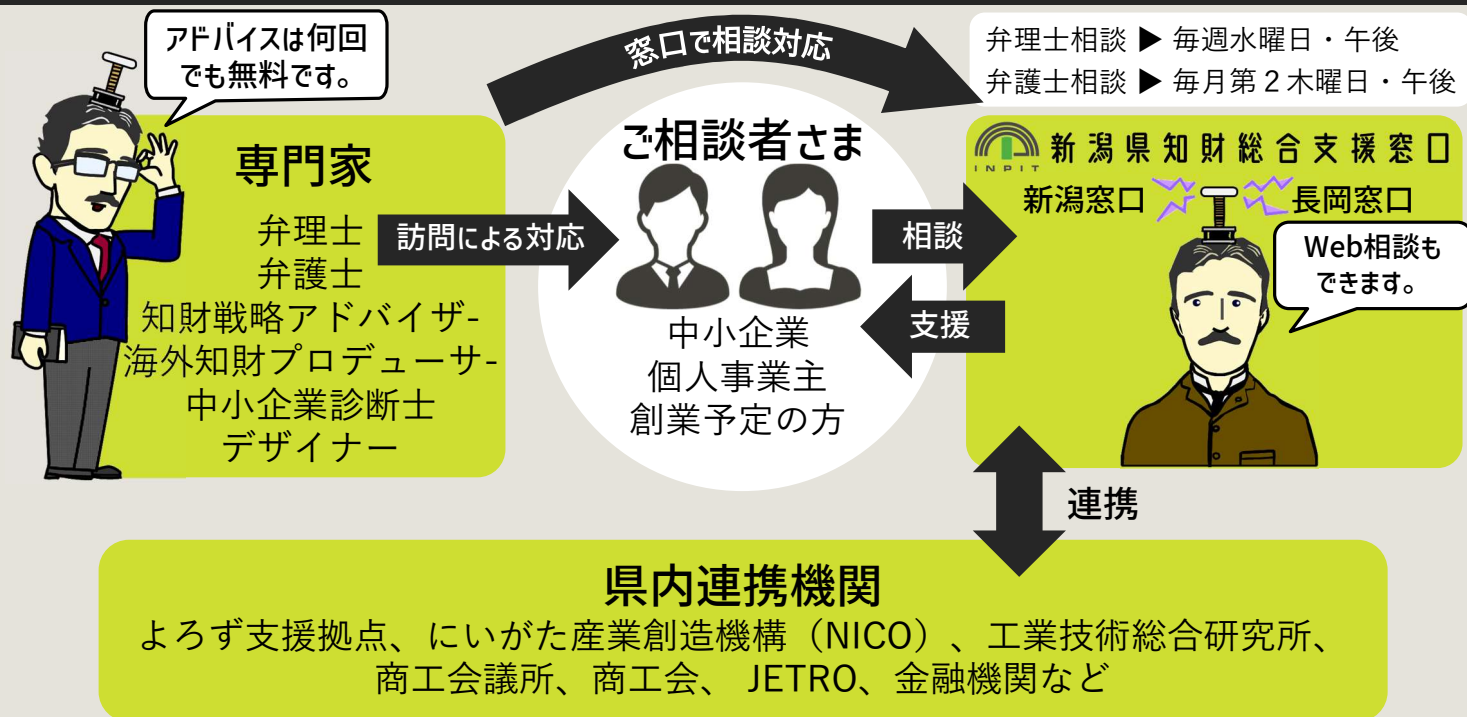 アドバイスは何回
でも無料です。
窓口で相談対応
弁理士相談 ▶ 毎週水曜日・午後
弁護士相談 ▶ 毎月第2木曜日・午後
専門家
弁理士
弁護士
知財戦略アドバイザ-
海外知財プロデューサ-
中小企業診断士
デザイナー
訪問による対応
ご相談者さま
中小企業
個人事業主
創業予定の方
相談
支援
INPIT
新潟県知財総合支援窓口
新潟窓口
長岡窓口
Web相談も
できます。
連携
県内連携機関
よろず支援拠点、にいがた産業創造機構（NICO）、工業技術総合研究所、
商工会議所、商工会、 JETRO、金融機関など